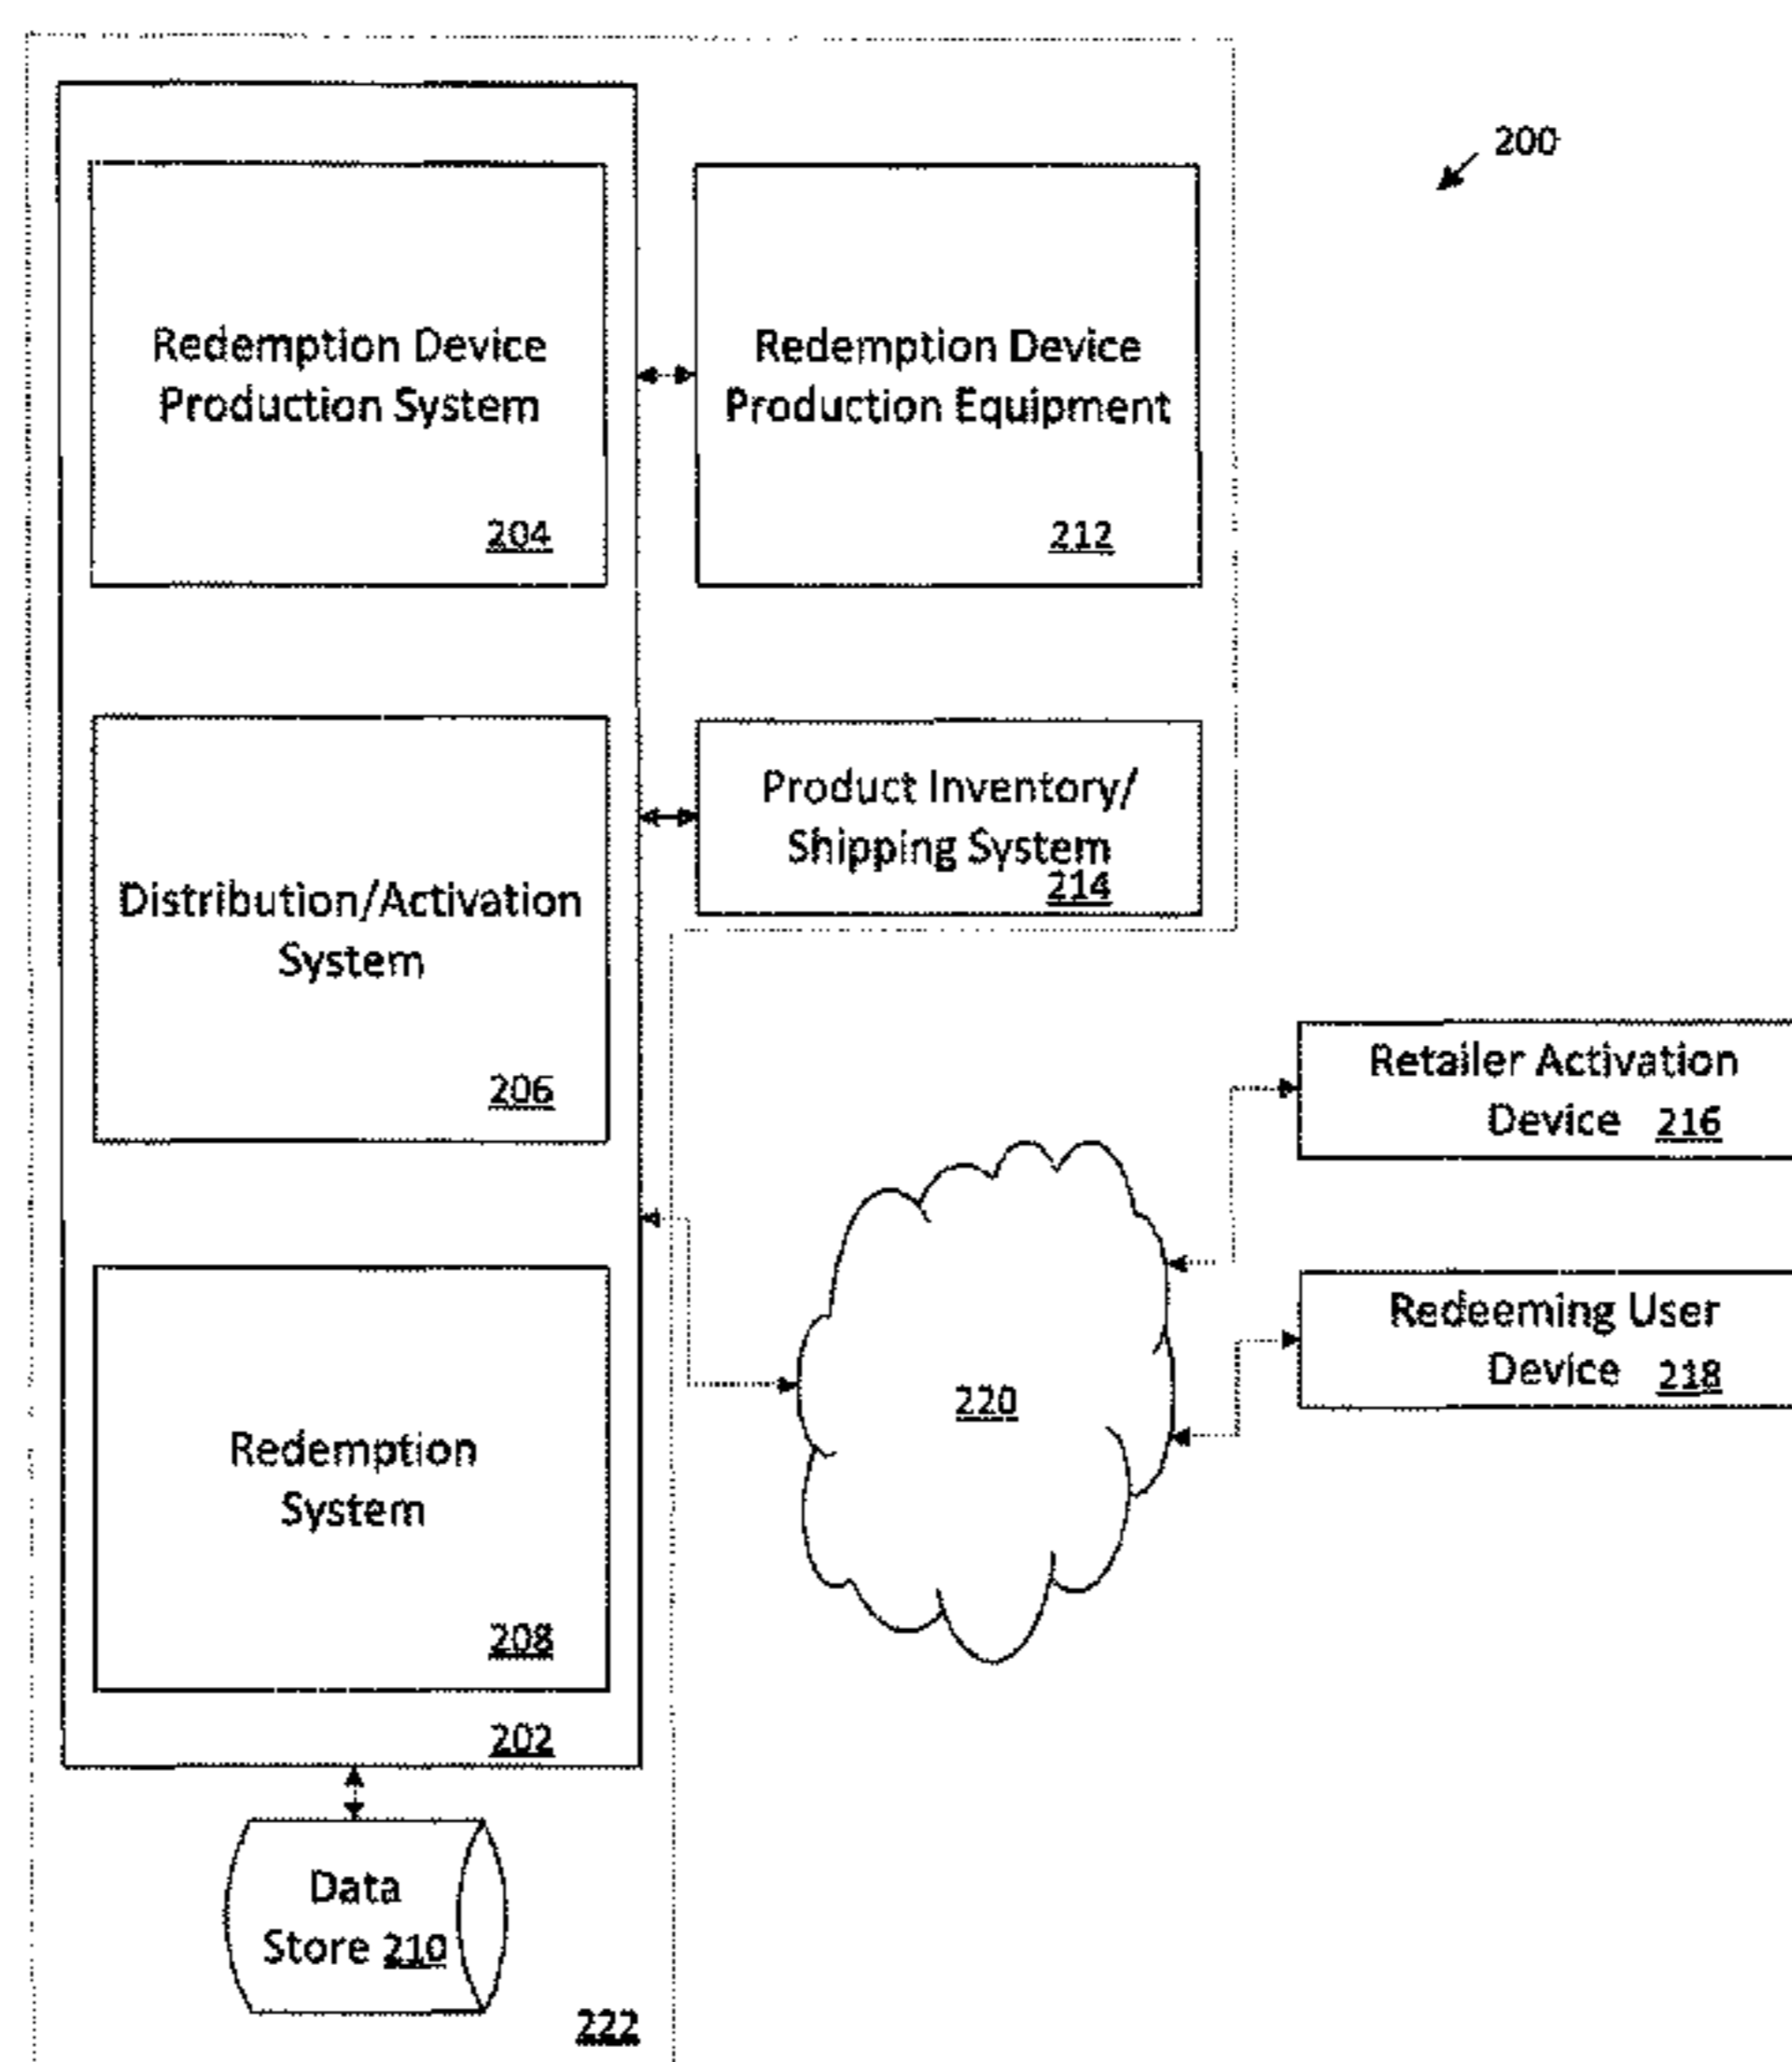 200
Redemption Device
Production System
204
Redemption Device
Production Equipment
212
Product Inventory/
Shipping System
214
Distribution/Activation
System
206
Retailer Activation
Device 216
Redeeming User
Device 218
220
Redemption
System
208
202
Data
Store 210
222